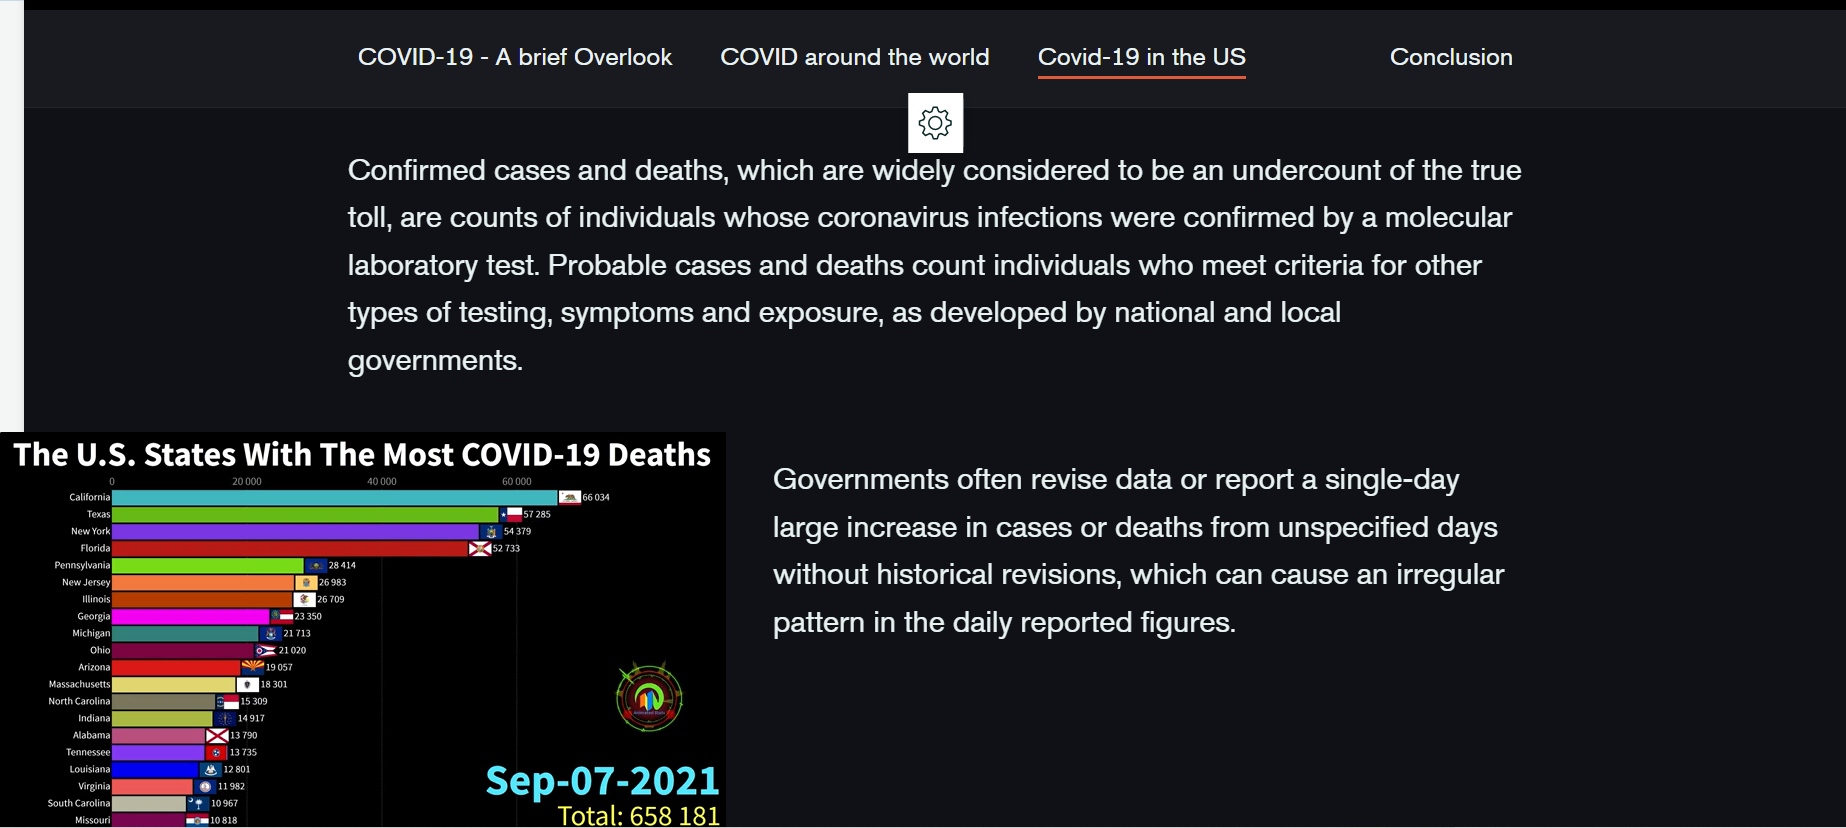 COVID-19 - A brief Overlook COVID around the world Covid-19 in the US Conclusion
Confirmed cases and deaths, which are widely considered to be an undercount of the true
toll, are counts of individuals whose coronavirus infections were confirmed by a molecular
laboratory test. Probable cases and deaths count individuals who meet criteria for other
types of testing, symptoms and exposure, as developed by national and local
governments.
The U.S. States With The Most COVID-19 Deaths
0 20 000 40 000 60 000
California 66 034
Texas 57 285
New York 54 379
Florida 52 733
Pennsylvania 28 414
New Jersey 26 983
Illinois 26 709
Georgia 23 350
Michigan 21 713
Ohio 21 020
Arizona 19 057
Massachusetts 18 301
North Carolina 15 309
Indiana 14 917
Alabama 13 790
Tennessee 13 735
Louisiana 12 801
Virginia 11 982
South Carolina 10 967
Missouri 10 818
Sep-07-2021
Total: 658 181
Governments often revise data or report a single-day
large increase in cases or deaths from unspecified days
without historical revisions, which can cause an irregular
pattern in the daily reported figures.